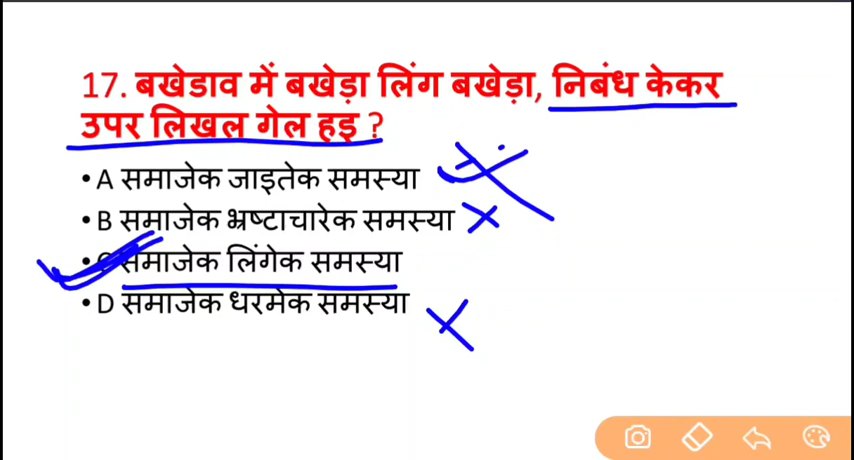 17. बखेडाव में बखेड़ा लिंग बखेड़ा, निबंध केकर
उपर लिखल गेल हइ ?
• A समाजेक जाइतेक समस्या
• B समाजेक भ्रष्टाचारेक समस्या
• C समाजेक लिंगेक समस्या
• D समाजेक धरमेक समस्या